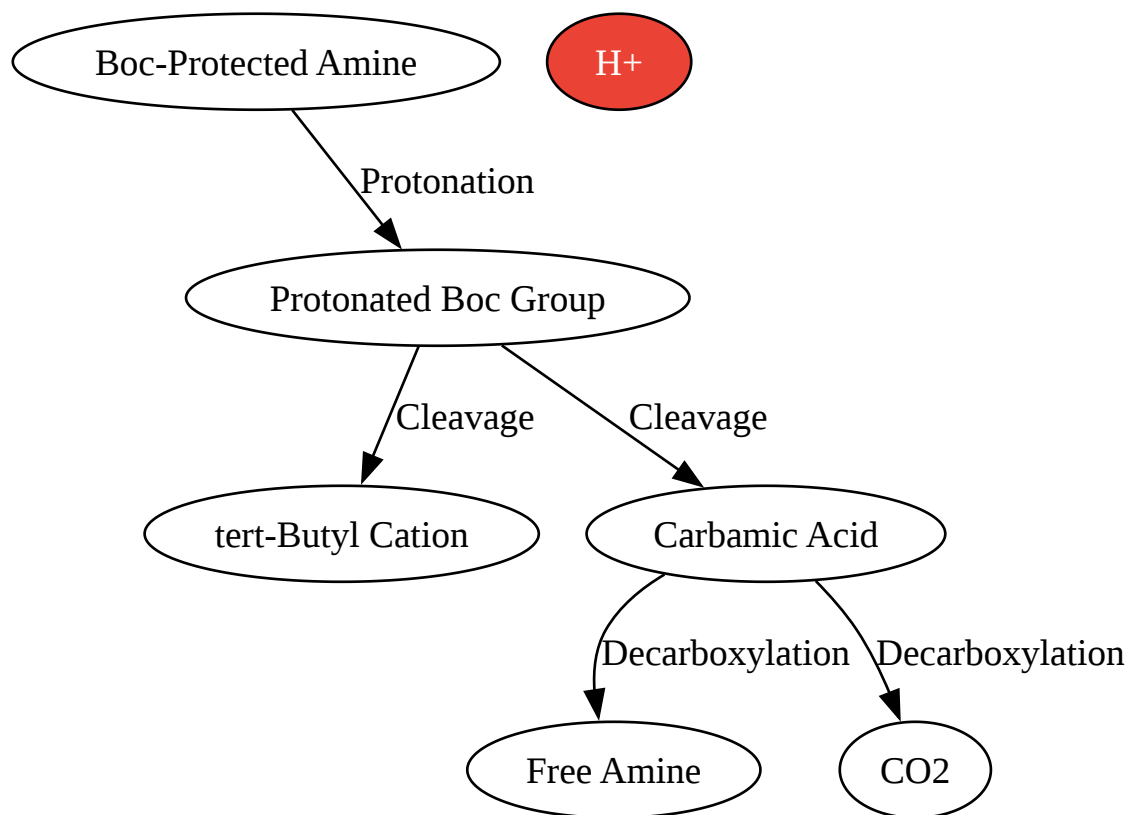 Boc-Protected Amine
H+
Protonation
Protonated Boc Group
Cleavage
Cleavage
tert-Butyl Cation
Carbamic Acid
Decarboxylation
Decarboxylation
Free Amine
CO2